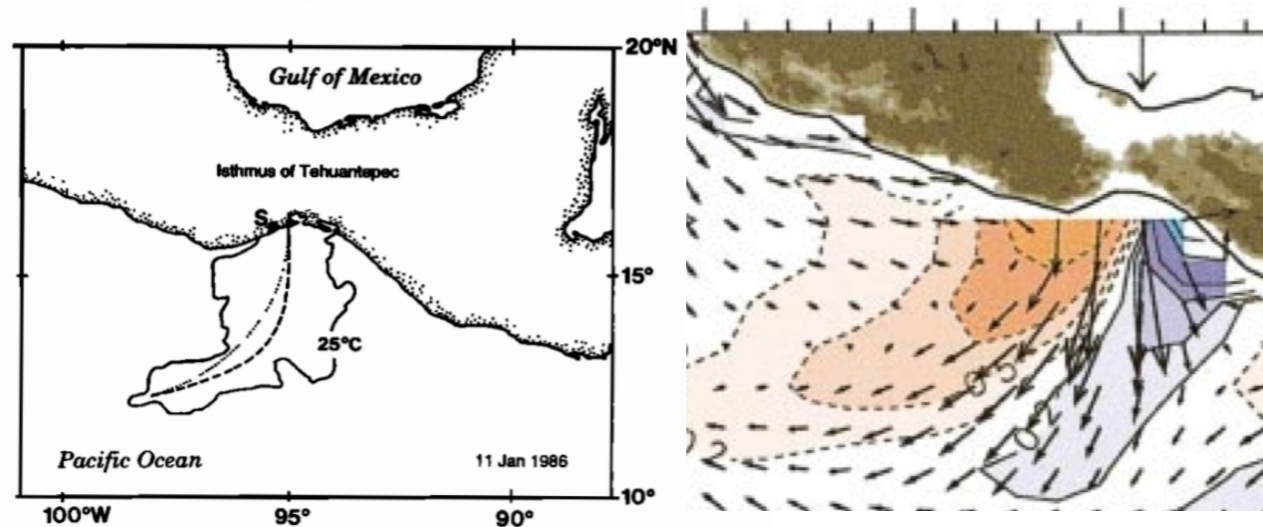 20°N
Gulf of Mexico
Isthmus of Tehuantepec
S.
15°
25°C
Pacific Ocean
11 Jan 1986
10°
100°W
95°
90°
0.5
0.2
0.2